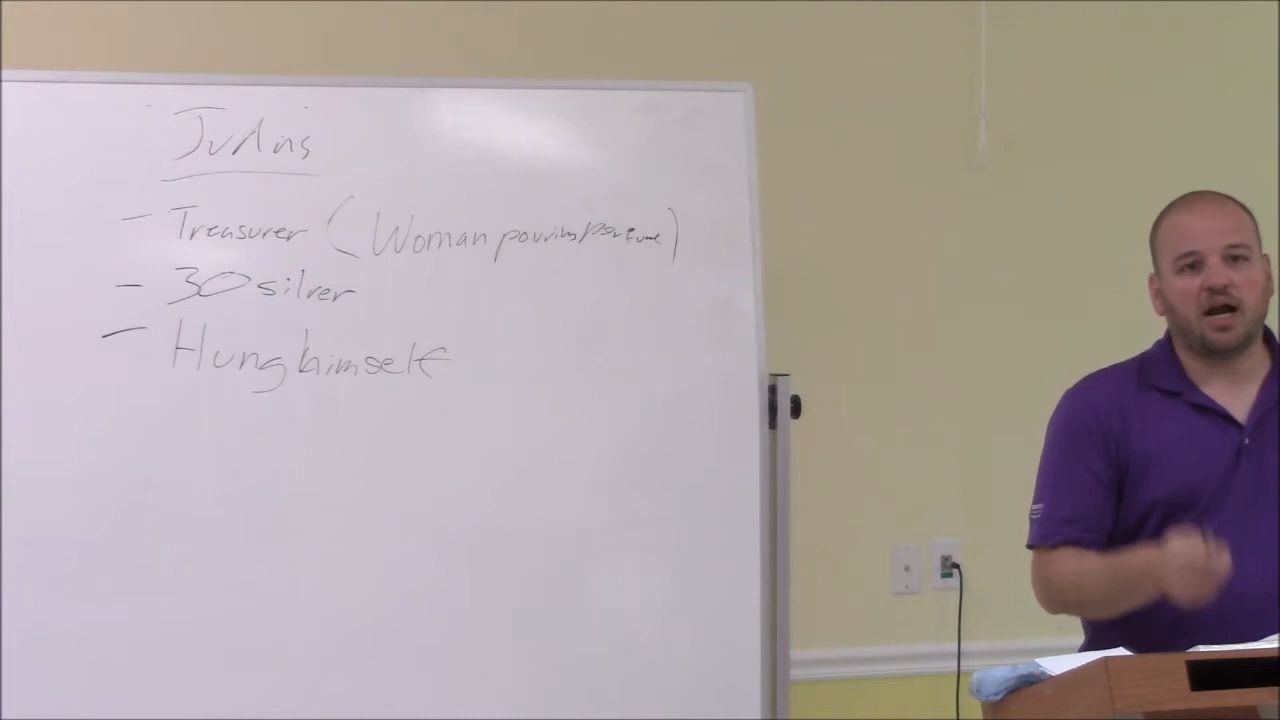 Judas
- Treasurer (Woman pouring perfume)
- 30 silver
- Hung himself